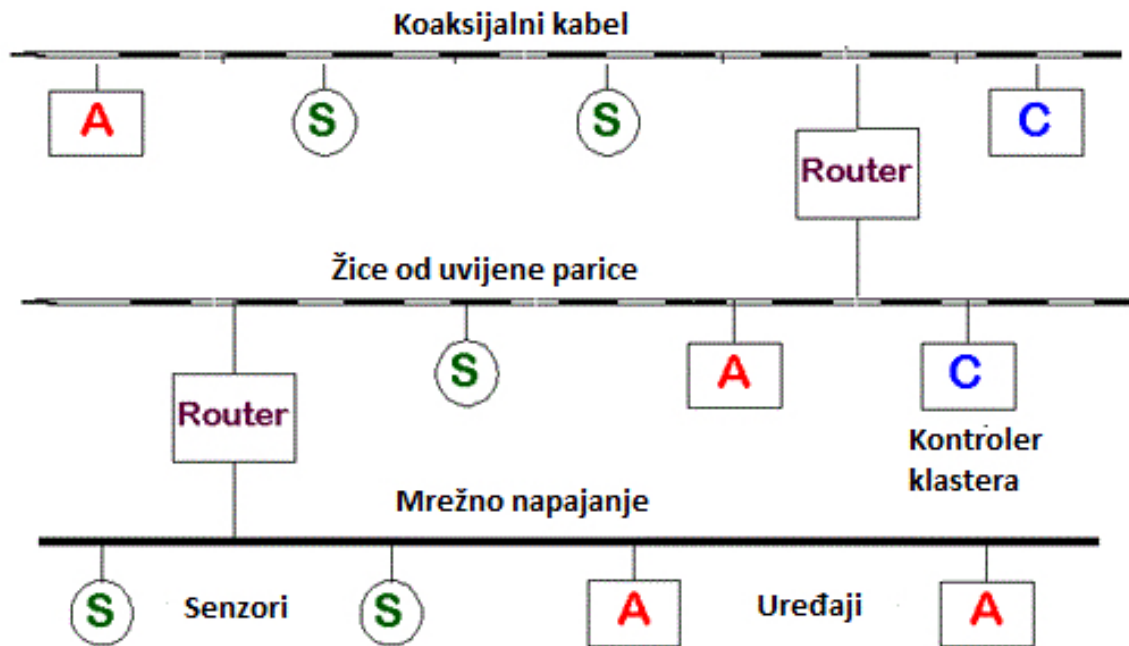 Koaksijalni kabel
A
S
S
Router
C
Žice od uvijene parice
Router
S
A
C
Kontroler
klastera
Mrežno napajanje
S
Senzori
S
A
Uređaji
A